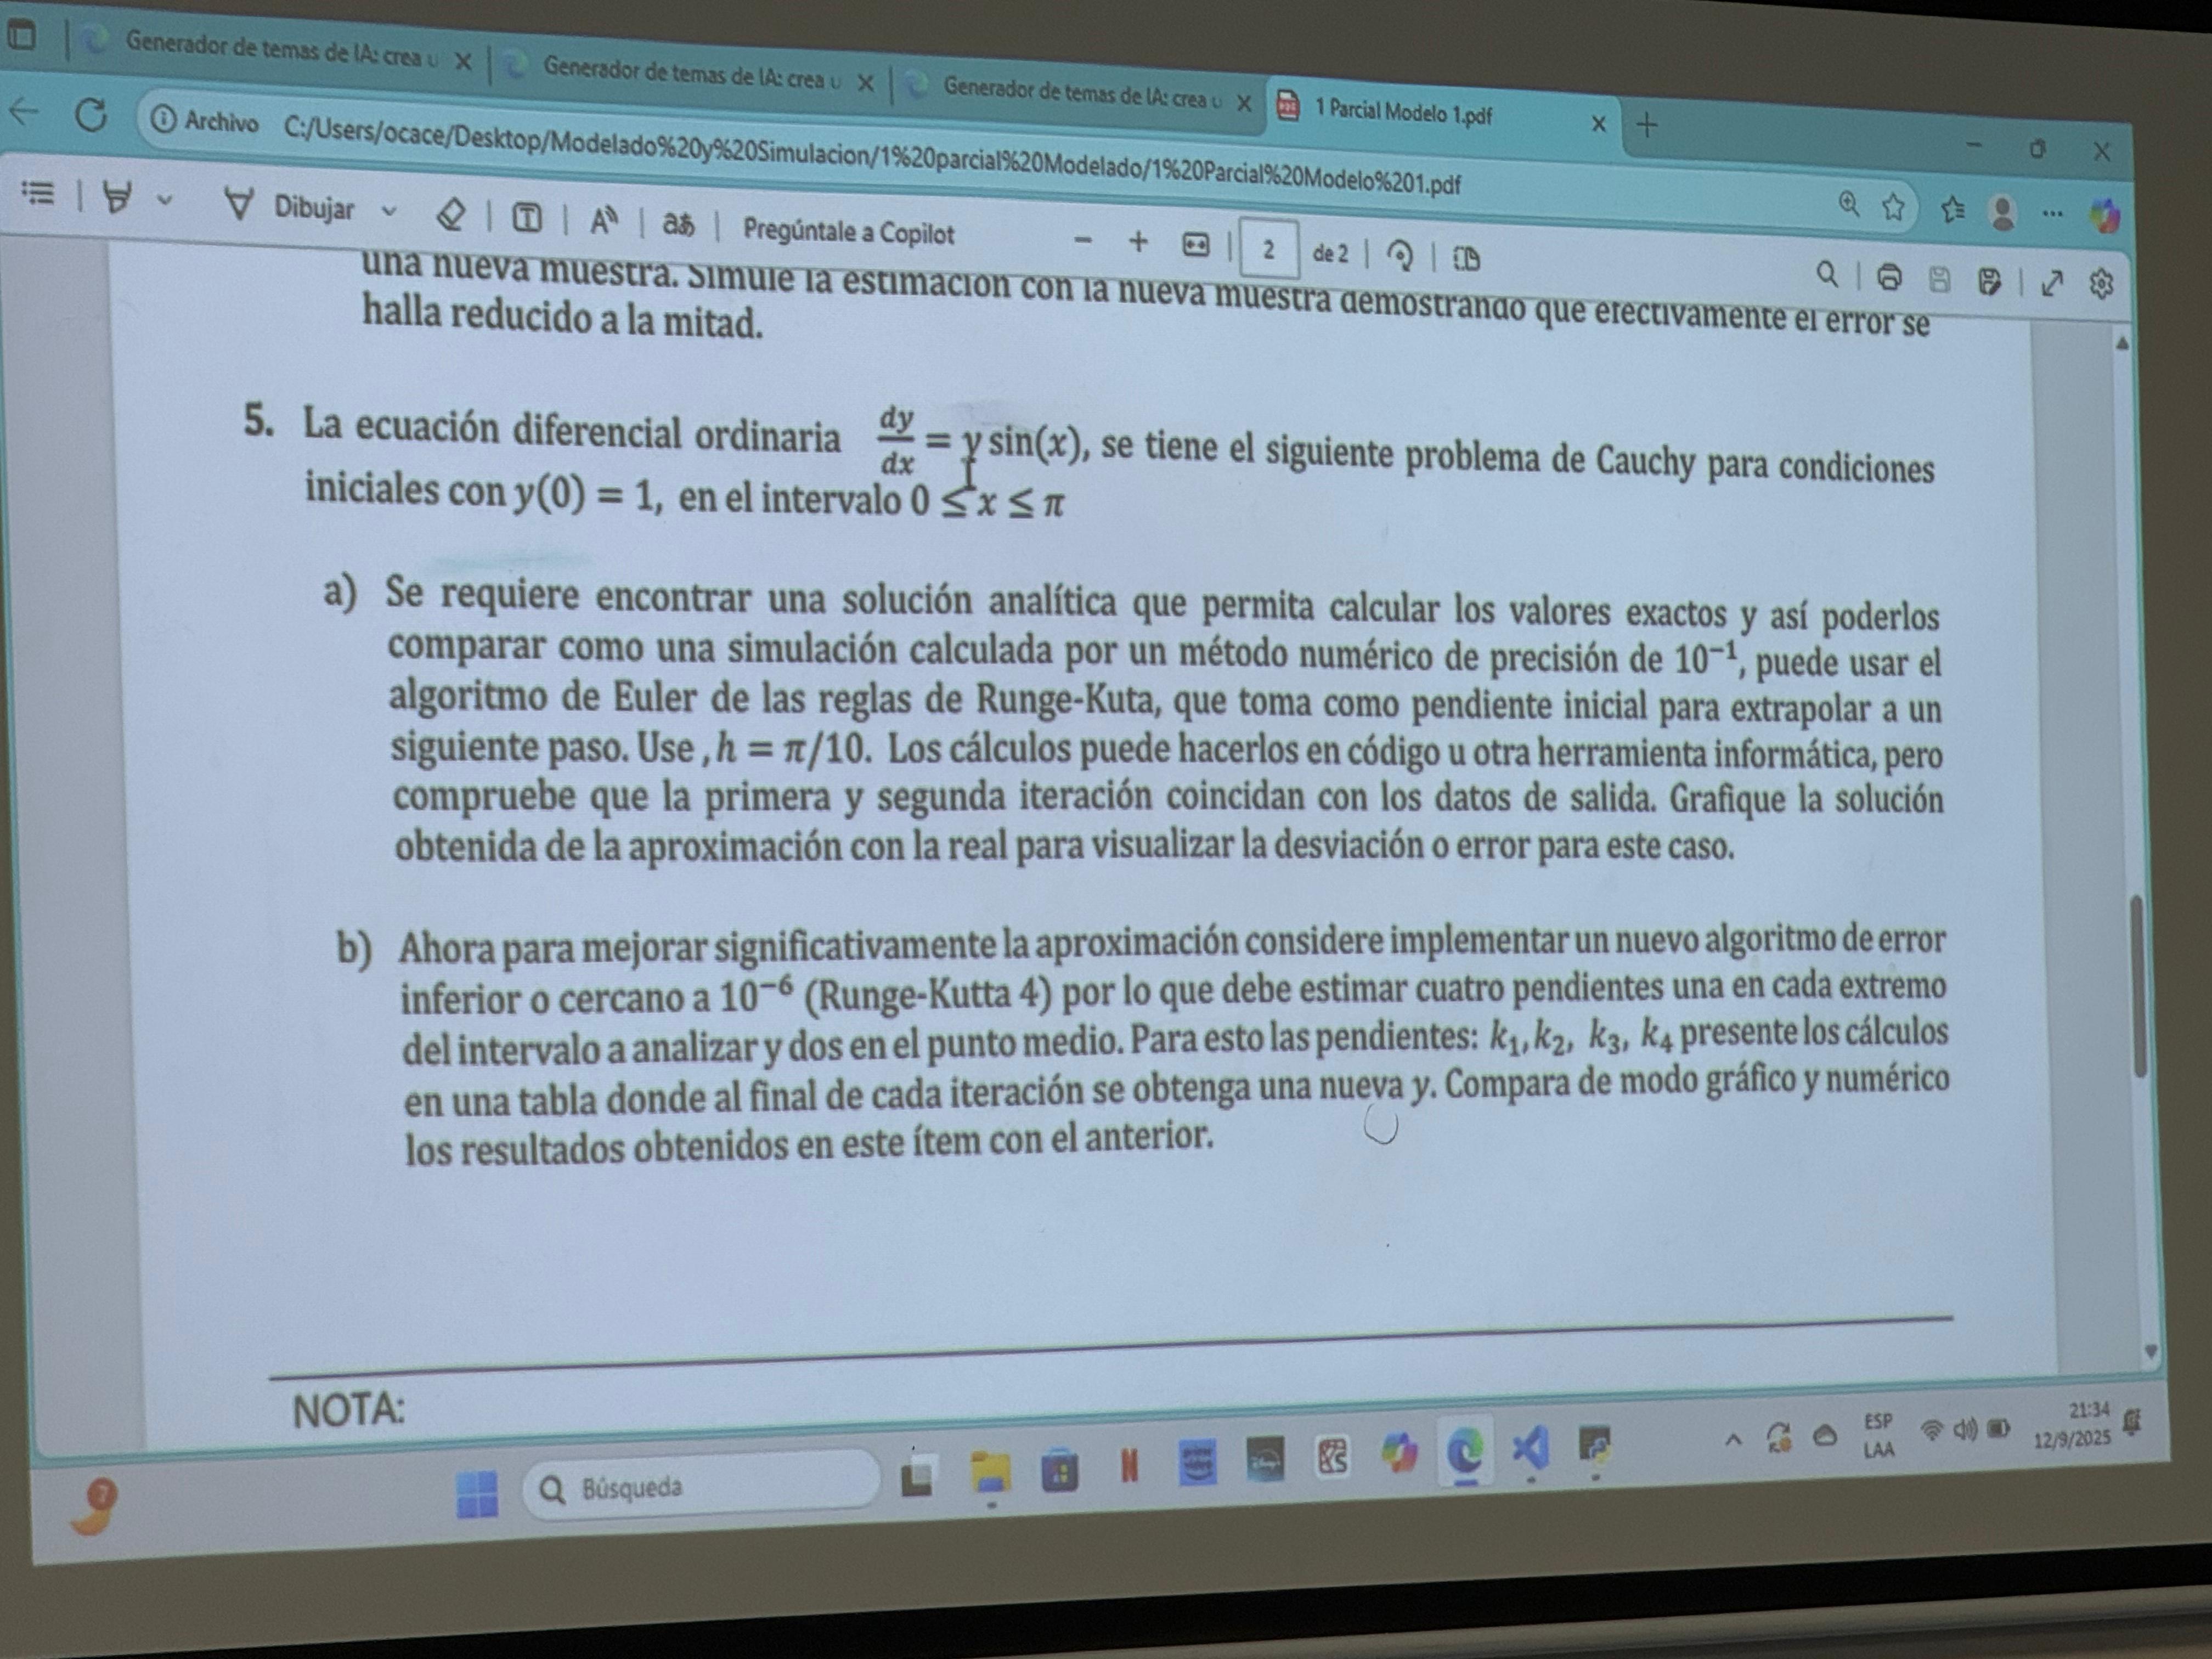 Generador de temas de IA: crea u
Generador de temas de IA: crea u
Generador de temas de IA: crea u
1 Parcial Modelo 1.pdf
Archivo C:/Users/ocace/Desktop/Modelado%20y%20Simulacion/1%20parcial%20Modelado/1%20Parcial%20Modelo%201.pdf
Dibujar
Pregúntale a Copilot
2 de 2
una nueva muestra. Simule la estimación con la nueva muestra demostrando que efectivamente el error se
halla reducido a la mitad.
5. La ecuación diferencial ordinaria dy/dx = y sin(x), se tiene el siguiente problema de Cauchy para condiciones
iniciales con y(0) = 1, en el intervalo 0 ≤ x ≤ π
a) Se requiere encontrar una solución analítica que permita calcular los valores exactos y así poderlos
comparar como una simulación calculada por un método numérico de precisión de 10⁻¹, puede usar el
algoritmo de Euler de las reglas de Runge-Kuta, que toma como pendiente inicial para extrapolar a un
siguiente paso. Use , h = π/10. Los cálculos puede hacerlos en código u otra herramienta informática, pero
compruebe que la primera y segunda iteración coincidan con los datos de salida. Grafique la solución
obtenida de la aproximación con la real para visualizar la desviación o error para este caso.
b) Ahora para mejorar significativamente la aproximación considere implementar un nuevo algoritmo de error
inferior o cercano a 10⁻⁶ (Runge-Kutta 4) por lo que debe estimar cuatro pendientes una en cada extremo
del intervalo a analizar y dos en el punto medio. Para esto las pendientes: k₁, k₂, k₃, k₄ presente los cálculos
en una tabla donde al final de cada iteración se obtenga una nueva y. Compara de modo gráfico y numérico
los resultados obtenidos en este ítem con el anterior.
NOTA:
Búsqueda
ESP
LAA
21:34
12/9/2025